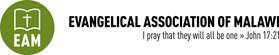 EAM
EVANGELICAL ASSOCIATION OF MALAWI
I pray that they will all be one » John 17:21